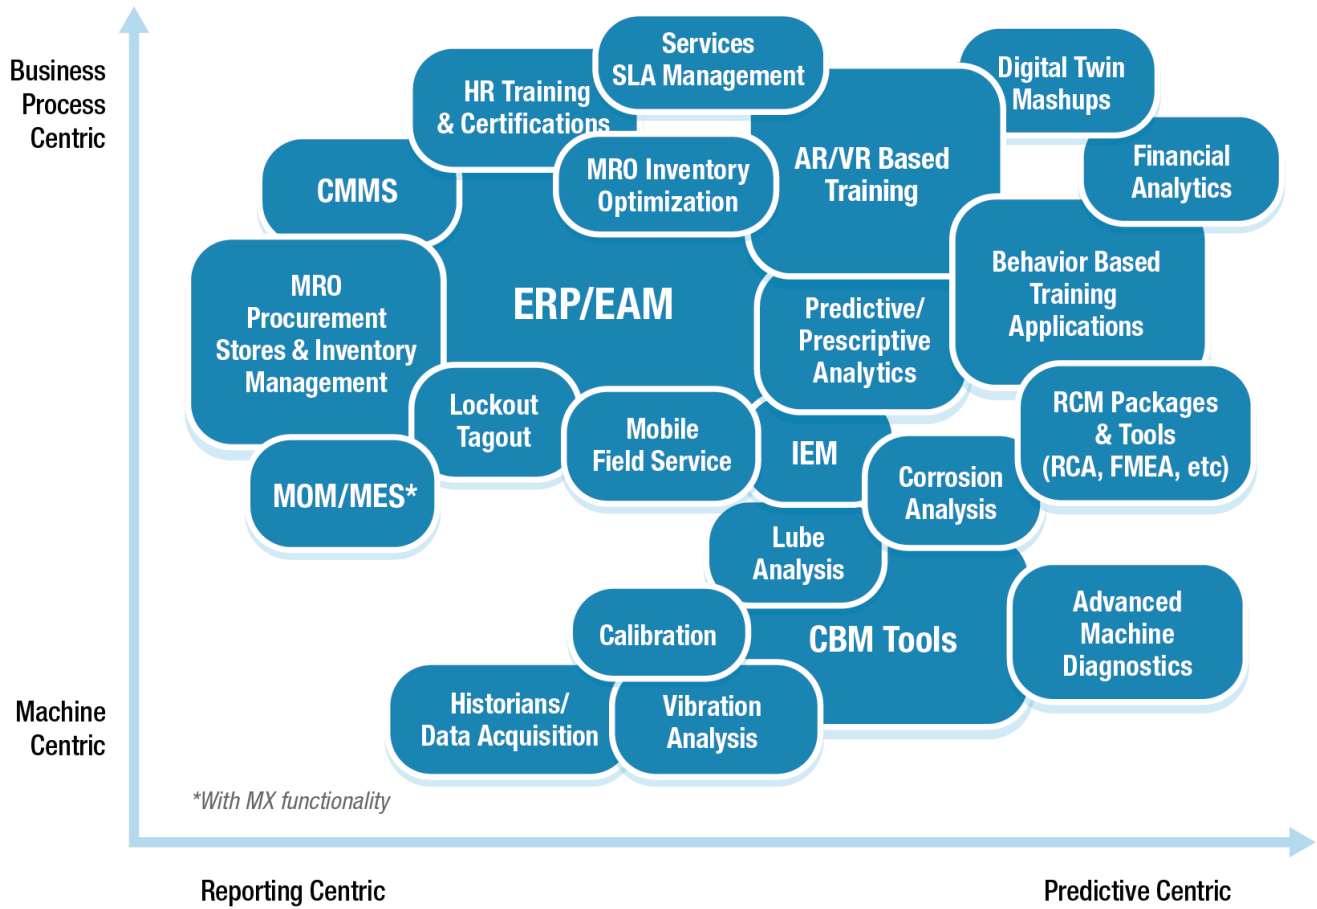 Business
Process
Centric
Services
SLA Management
HR Training
& Certifications
Digital Twin
Mashups
CMMS
MRO Inventory
Optimization
AR/VR Based
Training
Financial
Analytics
MRO
Procurement
Stores & Inventory
Management
ERP/EAM
Predictive/
Prescriptive
Analytics
Behavior Based
Training
Applications
Lockout
Tagout
Mobile
Field Service
IEM
RCM Packages
& Tools
(RCA, FMEA, etc)
MOM/MES*
Corrosion
Analysis
Lube
Analysis
Calibration
CBM Tools
Advanced
Machine
Diagnostics
Machine
Centric
Historians/
Data Acquisition
Vibration
Analysis
*With MX functionality
Reporting Centric
Predictive Centric